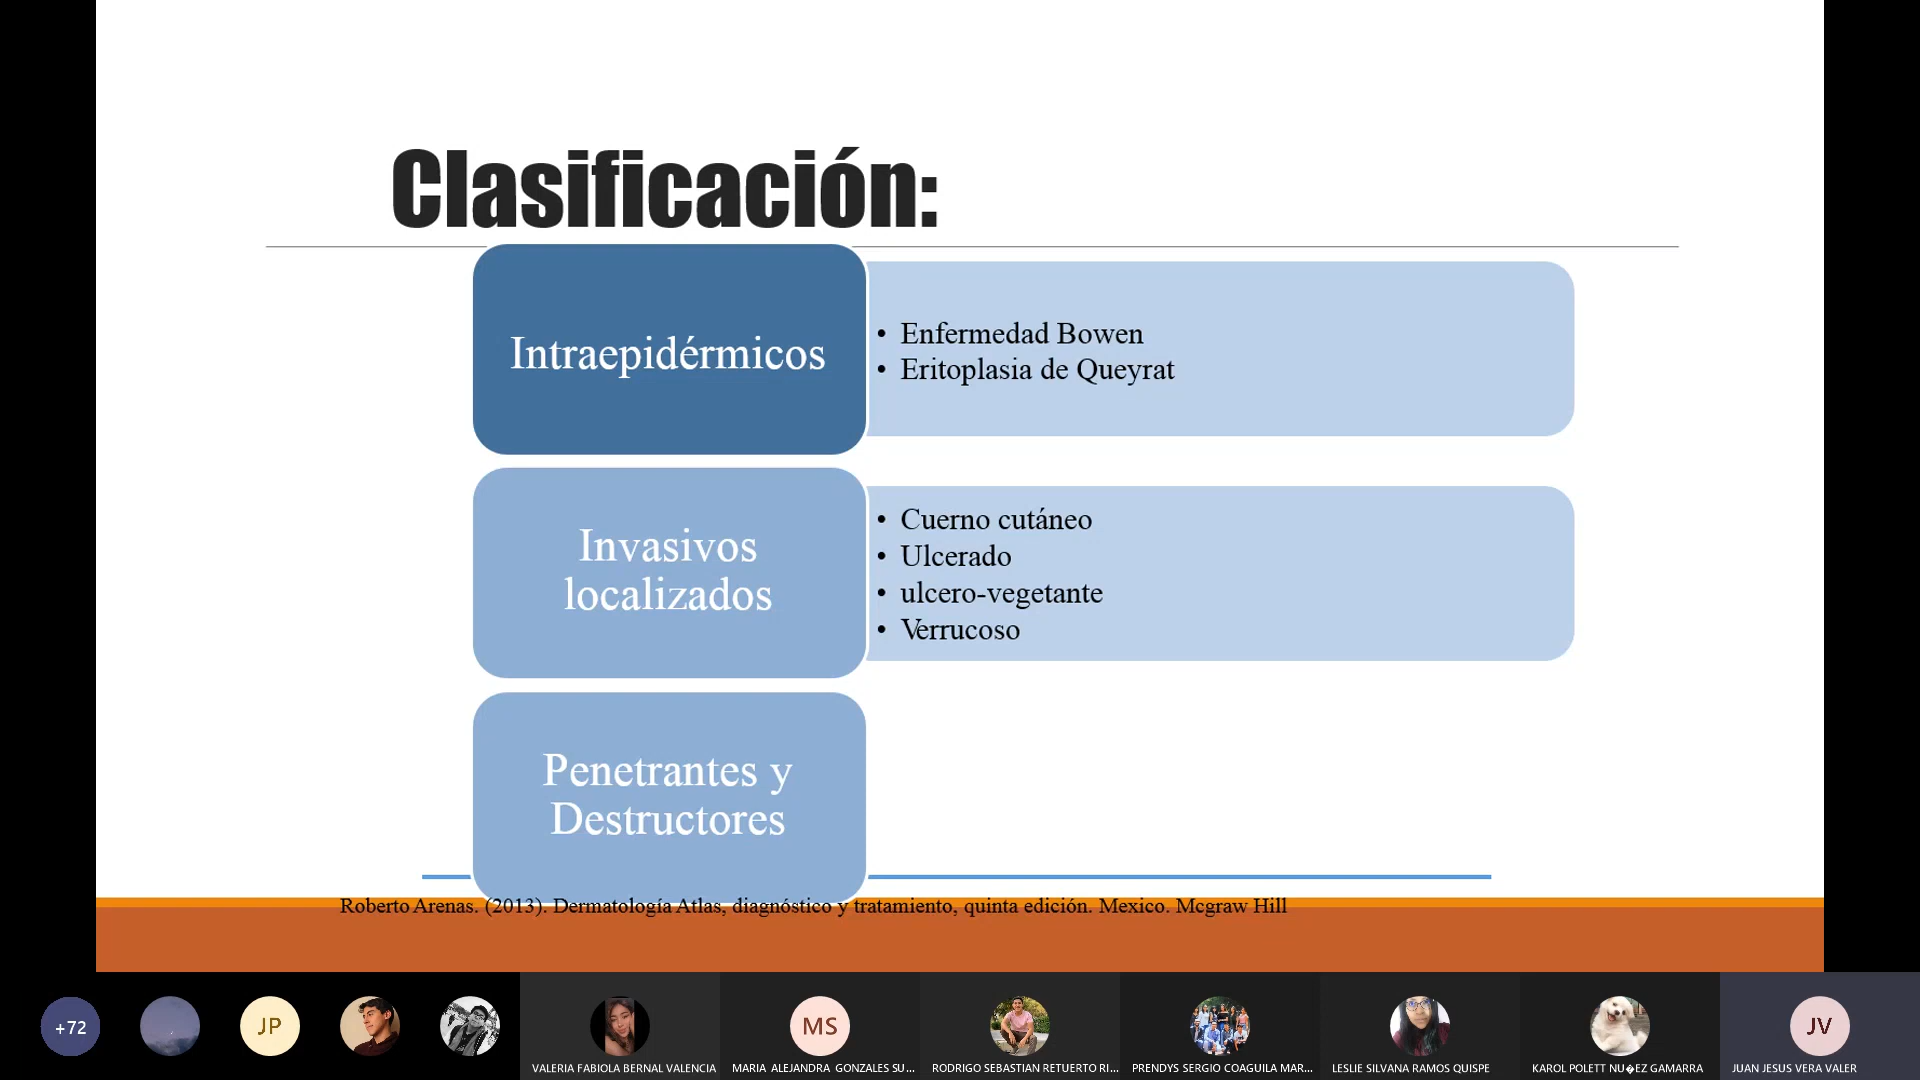 Clasificación:
Intraepidérmicos
• Enfermedad Bowen
• Eritoplasia de Queyrat
Invasivos
localizados
• Cuerno cutáneo
• Ulcerado
• ulcero-vegetante
• Verrucoso
Penetrantes y
Destructores
Roberto Arenas. (2013). Dermatología Atlas, diagnóstico y tratamiento, quinta edición. Mexico. Mcgraw Hill
+72
JP
MS
JV
VALERIA FABIOLA BERNAL VALENCIA
MARIA ALEJANDRA GONZALES SU...
RODRIGO SEBASTIAN RETUERTO RI...
PRENDYS SERGIO COAGUILA MAR...
LESLIE SILVANA RAMOS QUISPE
KAROL POLETT NU�EZ GAMARRA
JUAN JESUS VERA VALER